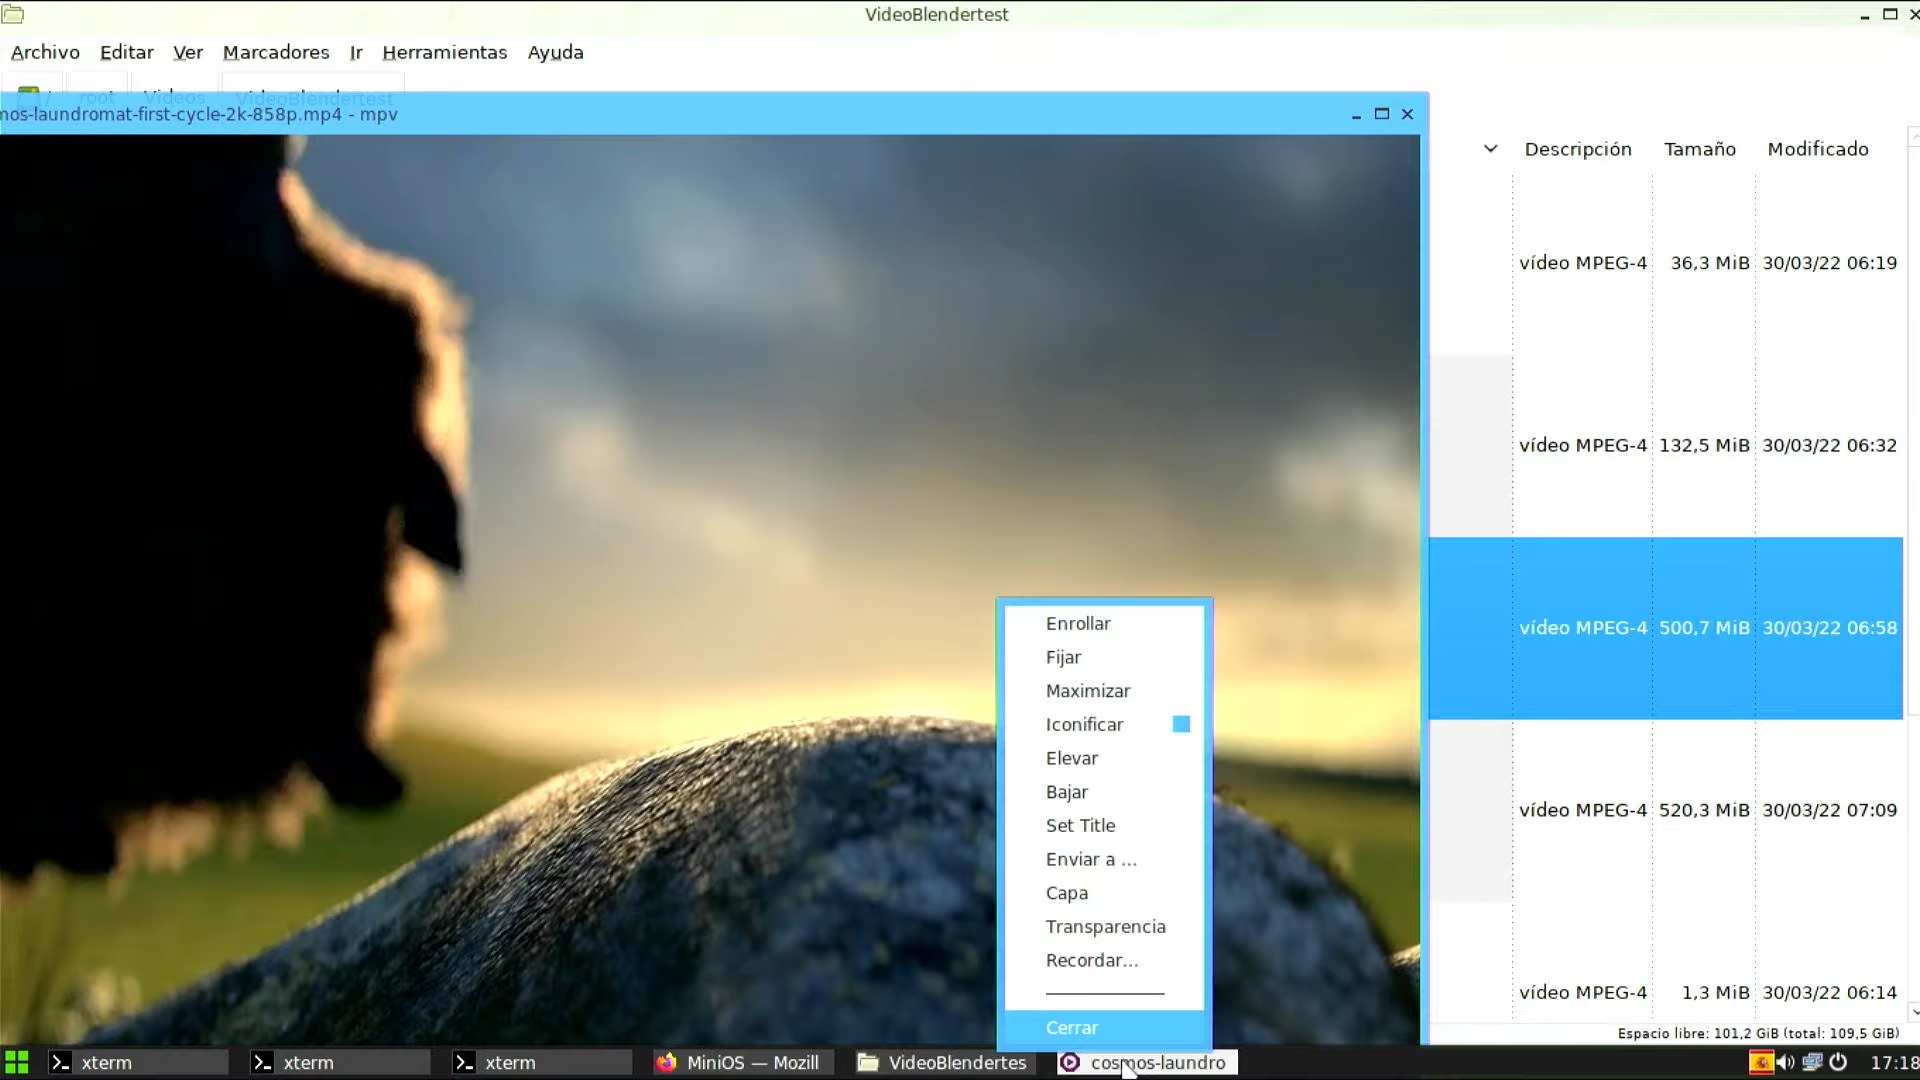 VideoBlendertest
Archivo Editar Ver Marcadores Ir Herramientas Ayuda
/ root Videos VideoBlendertest
mos-laundromat-first-cycle-2k-858p.mp4 - mpv
Descripción Tamaño Modificado
vídeo MPEG-4 36,3 MiB 30/03/22 06:19
vídeo MPEG-4 132,5 MiB 30/03/22 06:32
vídeo MPEG-4 500,7 MiB 30/03/22 06:58
vídeo MPEG-4 520,3 MiB 30/03/22 07:09
vídeo MPEG-4 1,3 MiB 30/03/22 06:14
Enrollar
Fijar
Maximizar
Iconificar
Elevar
Bajar
Set Title
Enviar a ...
Capa
Transparencia
Recordar...
Cerrar
Espacio libre: 101,2 GiB (total: 109,5 GiB)
xterm xterm xterm MiniOS — Mozill VideoBlendertes cosmos-laundro 17:18